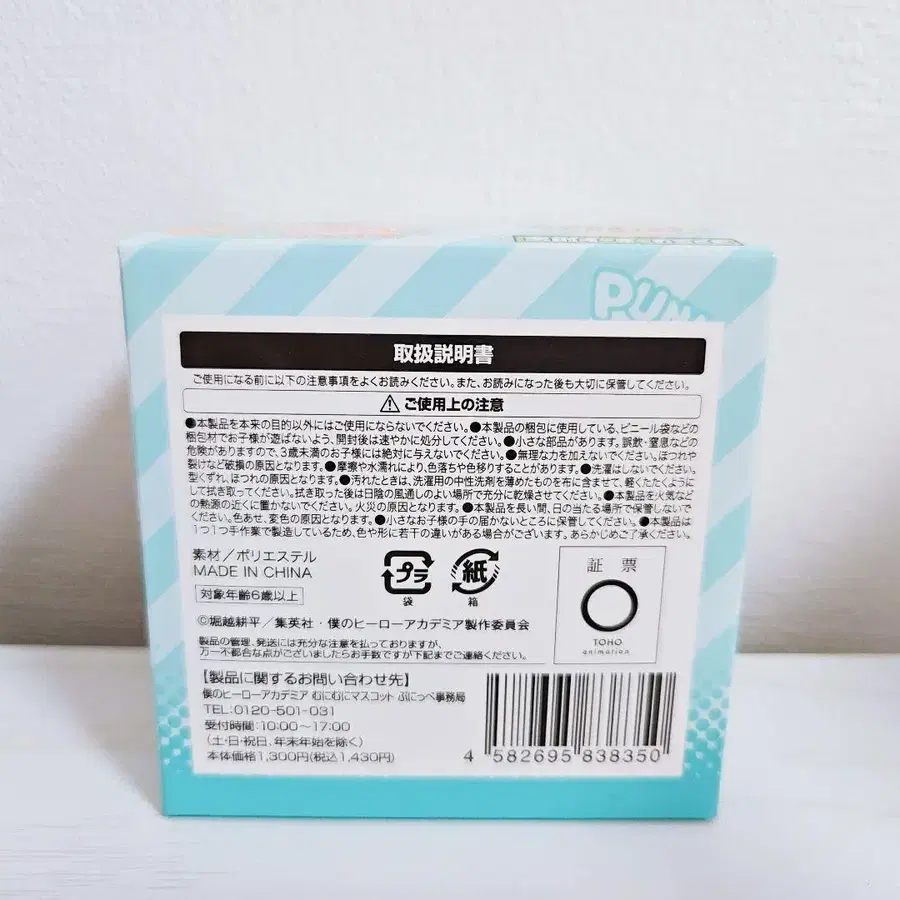 PUN
取扱説明書
ご使用になる前に以下の注意事項をよくお読みください。また、お読みになった後も大切に保管してください。
⚠ ご使用上の注意
●本製品を本来の目的以外にはご使用にならないでください。●本製品の梱包に使用している、ビニール袋などの
梱包材でお子様が遊ばないよう、開封後は速やかに処分してください。●小さな部品があります。誤飲・窒息などの
危険がありますので、3歳未満のお子様には絶対に与えないでください。●無理な力を加えないでください。ほつれや
裂けなど破損の原因となります。●摩擦や水濡れにより、色落ちや色移りすることがあります。●洗濯はしないでください。
型くずれ、ほつれの原因となります。●汚れたときは、洗濯用の中性洗剤を薄めたものを布に含ませて、軽くたたくように
して拭き取ってください。拭き取った後は日陰の風通しのよい場所で充分に乾燥させてください。●本製品を火気など
の熱源の近くに置かないでください。火災の原因となります。●本製品を長い間、日の当たる場所で保管しないで
ください。色あせ、変色の原因となります。●小さなお子様の手の届かないところに保管してください。●本製品は
1つ1つ手作業で製造しているため、色や形に若干の違いがある場合がございます。あらかじめご了承ください。
素材／ポリエステル
MADE IN CHINA
対象年齢6歳以上
プラ
袋
紙
箱
証 票
TOHO
animation
©堀越耕平／集英社・僕のヒーローアカデミア製作委員会
製品の管理、発送には充分な注意を払っておりますが、
万一不都合な点がございましたらお手数ですが下記までご連絡ください。
【製品に関するお問い合わせ先】
僕のヒーローアカデミア むにむにマスコット ぷにっぺ事務局
TEL:0120-501-031
受付時間:10:00〜17:00
(土・日・祝日、年末年始を除く)
本体価格1,300円(税込1,430円)
4 582695 838350